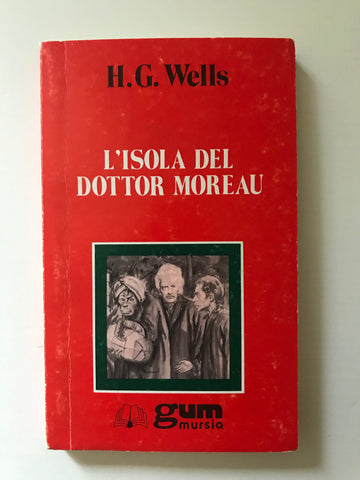 H.G. Wells
L'ISOLA DEL
DOTTOR MOREAU
gum
mursia